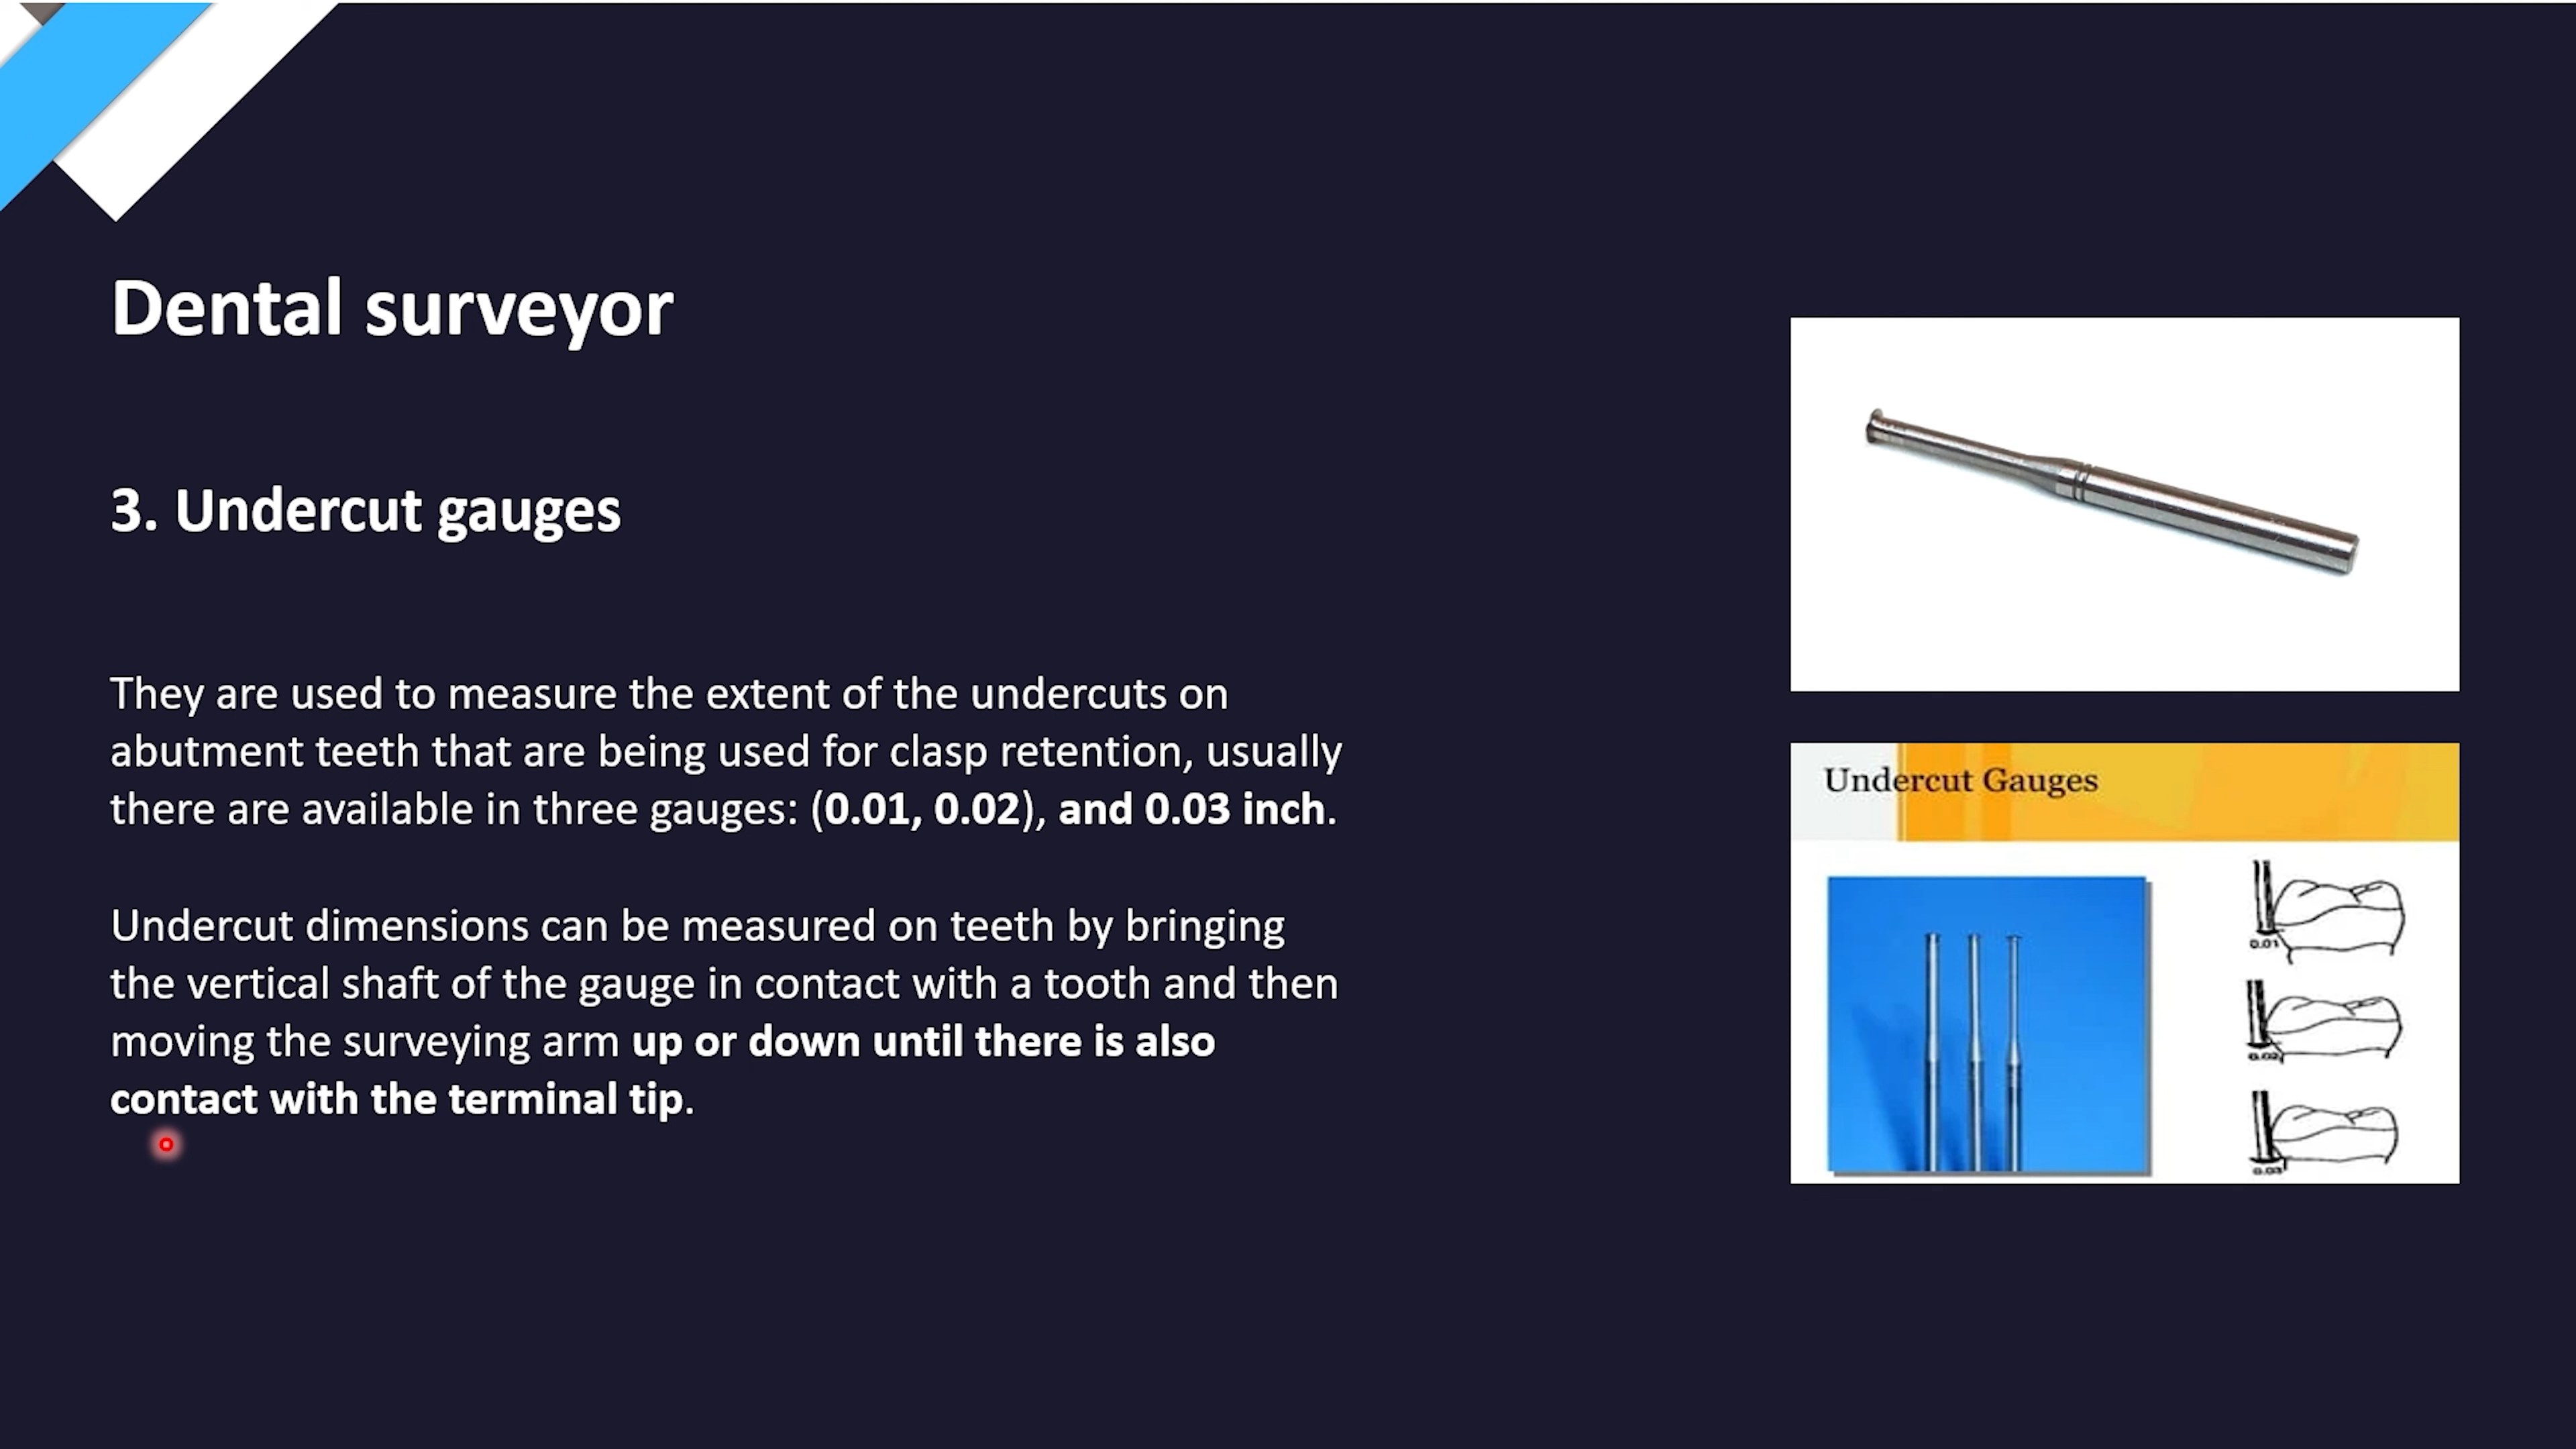 Dental surveyor
3. Undercut gauges
They are used to measure the extent of the undercuts on
abutment teeth that are being used for clasp retention, usually
there are available in three gauges: (0.01, 0.02), and 0.03 inch.
Undercut dimensions can be measured on teeth by bringing
the vertical shaft of the gauge in contact with a tooth and then
moving the surveying arm up or down until there is also
contact with the terminal tip.
Undercut Gauges
0.01
0.02
0.03